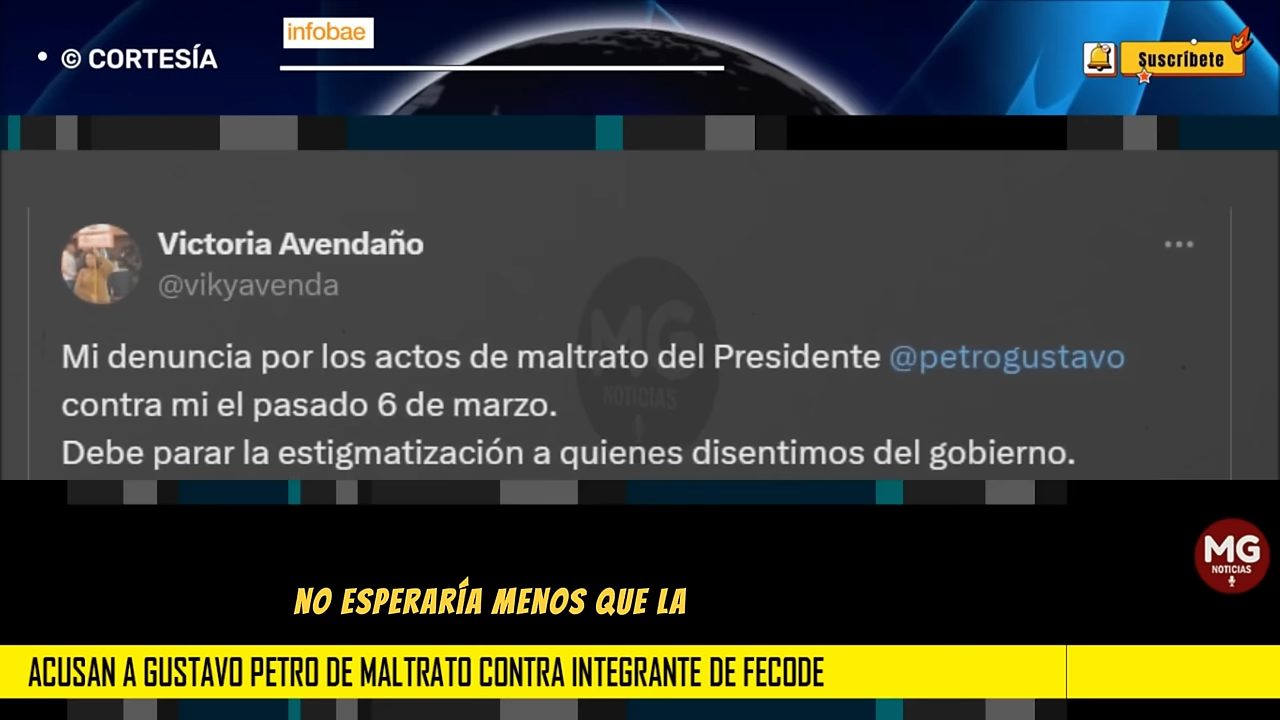 infobae
• © CORTESÍA
Suscríbete
Victoria Avendaño
@vikyavenda
Mi denuncia por los actos de maltrato del Presidente @petrogustavo
contra mi el pasado 6 de marzo.
Debe parar la estigmatización a quienes disentimos del gobierno.
MG
NOTICIAS
MG
NOTICIAS
NO ESPERARÍA MENOS QUE LA
ACUSAN A GUSTAVO PETRO DE MALTRATO CONTRA INTEGRANTE DE FECODE